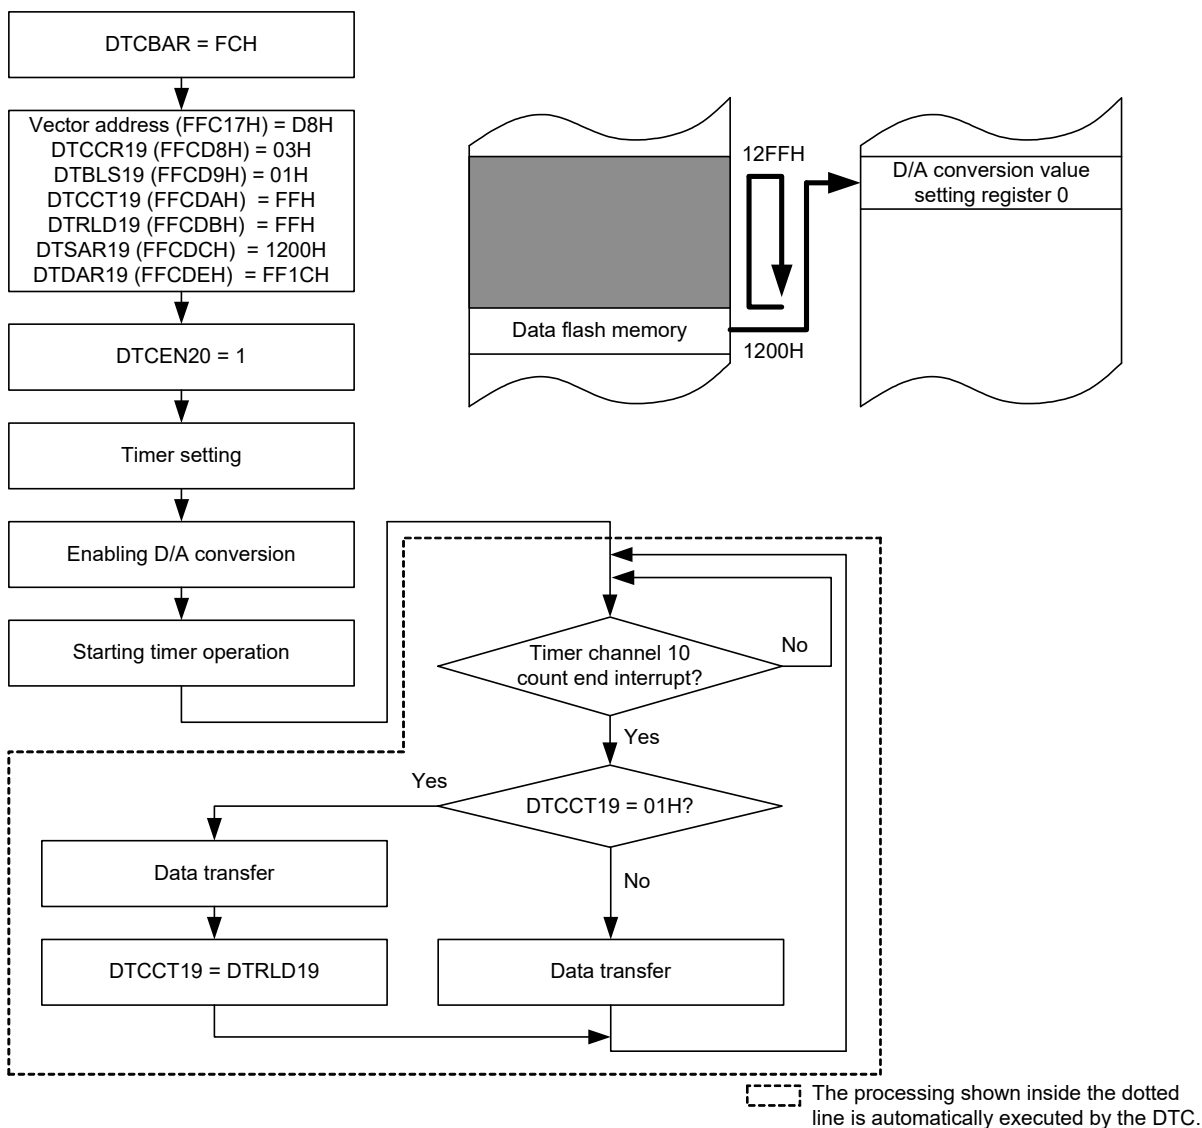 DTCBAR = FCH
Vector address (FFC17H) = D8H
DTCCR19 (FFCD8H) = 03H
DTBLS19 (FFCD9H) = 01H
DTCCT19 (FFCDAH) = FFH
DTRLD19 (FFCDBH) = FFH
DTSAR19 (FFCDCH) = 1200H
DTDAR19 (FFCDEH) = FF1CH
DTCEN20 = 1
Timer setting
Enabling D/A conversion
Starting timer operation
12FFH
D/A conversion value
setting register 0
Data flash memory
1200H
Timer channel 10
count end interrupt?
No
Yes
DTCCT19 = 01H?
Yes
No
Data transfer
DTCCT19 = DTRLD19
Data transfer
The processing shown inside the dotted
line is automatically executed by the DTC.